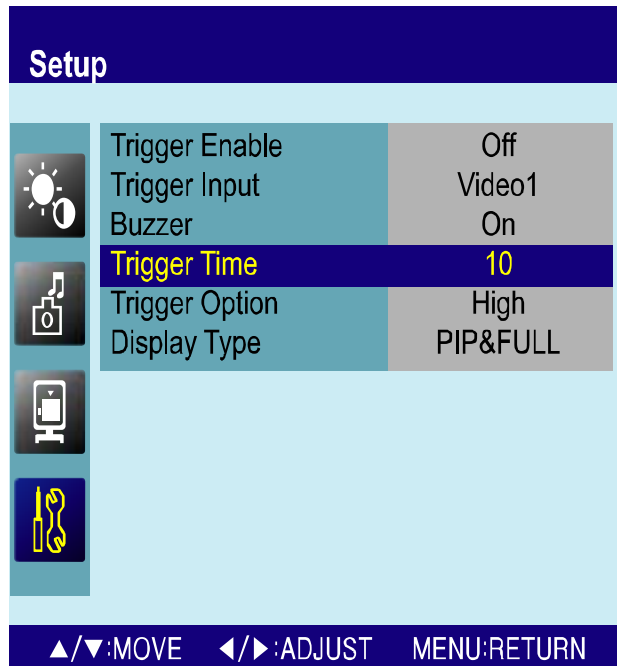 Setup
Trigger Enable Off
Trigger Input Video1
Buzzer On
Trigger Time 10
Trigger Option High
Display Type PIP&FULL
▲/▼:MOVE ◀/▶:ADJUST MENU:RETURN